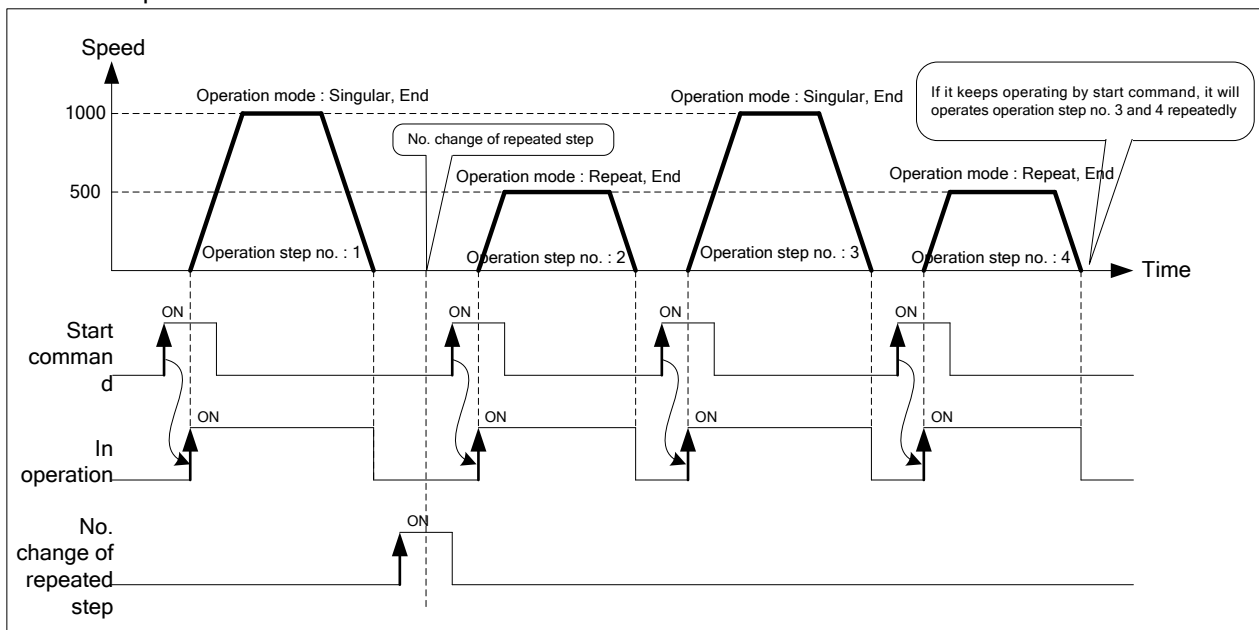 Speed
Operation mode : Singular, End
Operation mode : Singular, End
If it keeps operating by start command, it will
operates operation step no. 3 and 4 repeatedly
1000
No. change of repeated step
500
Operation mode : Repeat, End
Operation mode : Repeat, End
Operation step no. : 1
Operation step no. : 2
Operation step no. : 3
Operation step no. : 4
Time
ON
ON
ON
ON
Start
comman
d
ON
ON
ON
ON
In
operation
ON
No.
change of
repeated
step